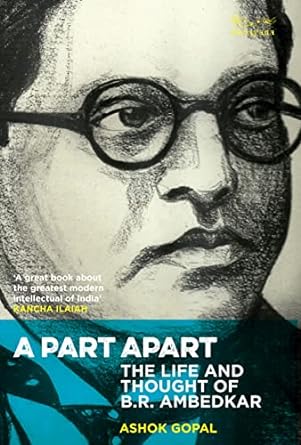 'A great book about
the greatest modern
intellectual of India'
KANCHA ILAIAH
A PART APART
THE LIFE AND
THOUGHT OF
B.R. AMBEDKAR
ASHOK GOPAL